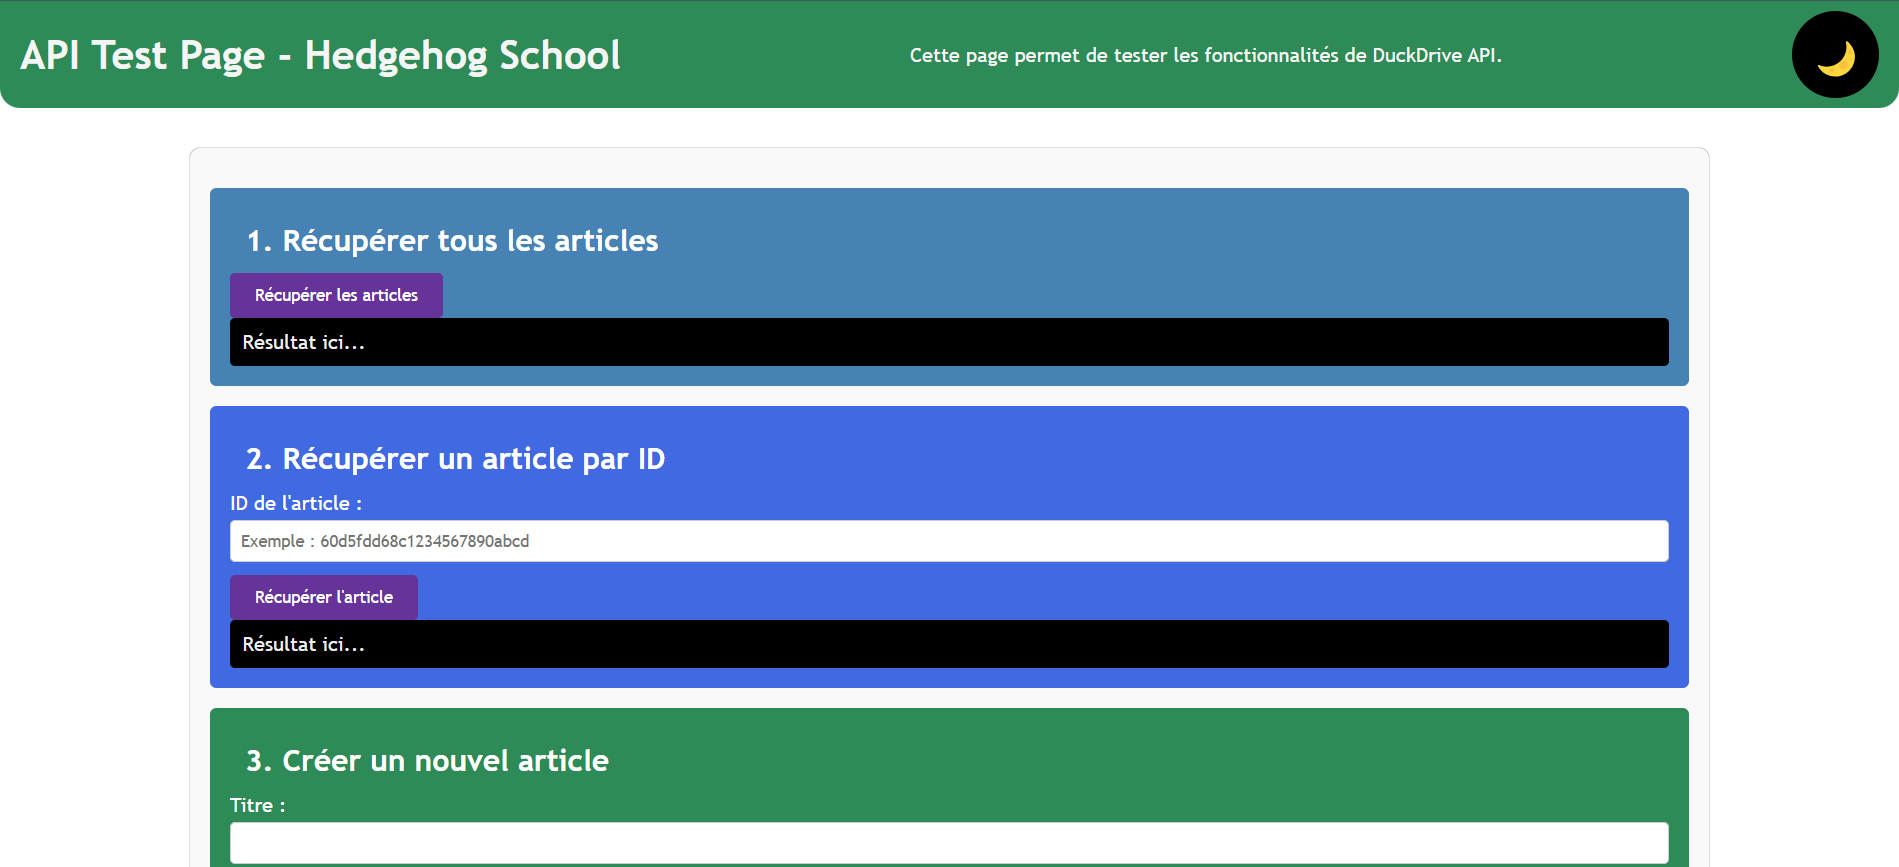 API Test Page - Hedgehog School
Cette page permet de tester les fonctionnalités de DuckDrive API.
1. Récupérer tous les articles
Récupérer les articles
Résultat ici...
2. Récupérer un article par ID
ID de l'article :
Exemple : 60d5fdd68c1234567890abcd
Récupérer l'article
Résultat ici...
3. Créer un nouvel article
Titre :